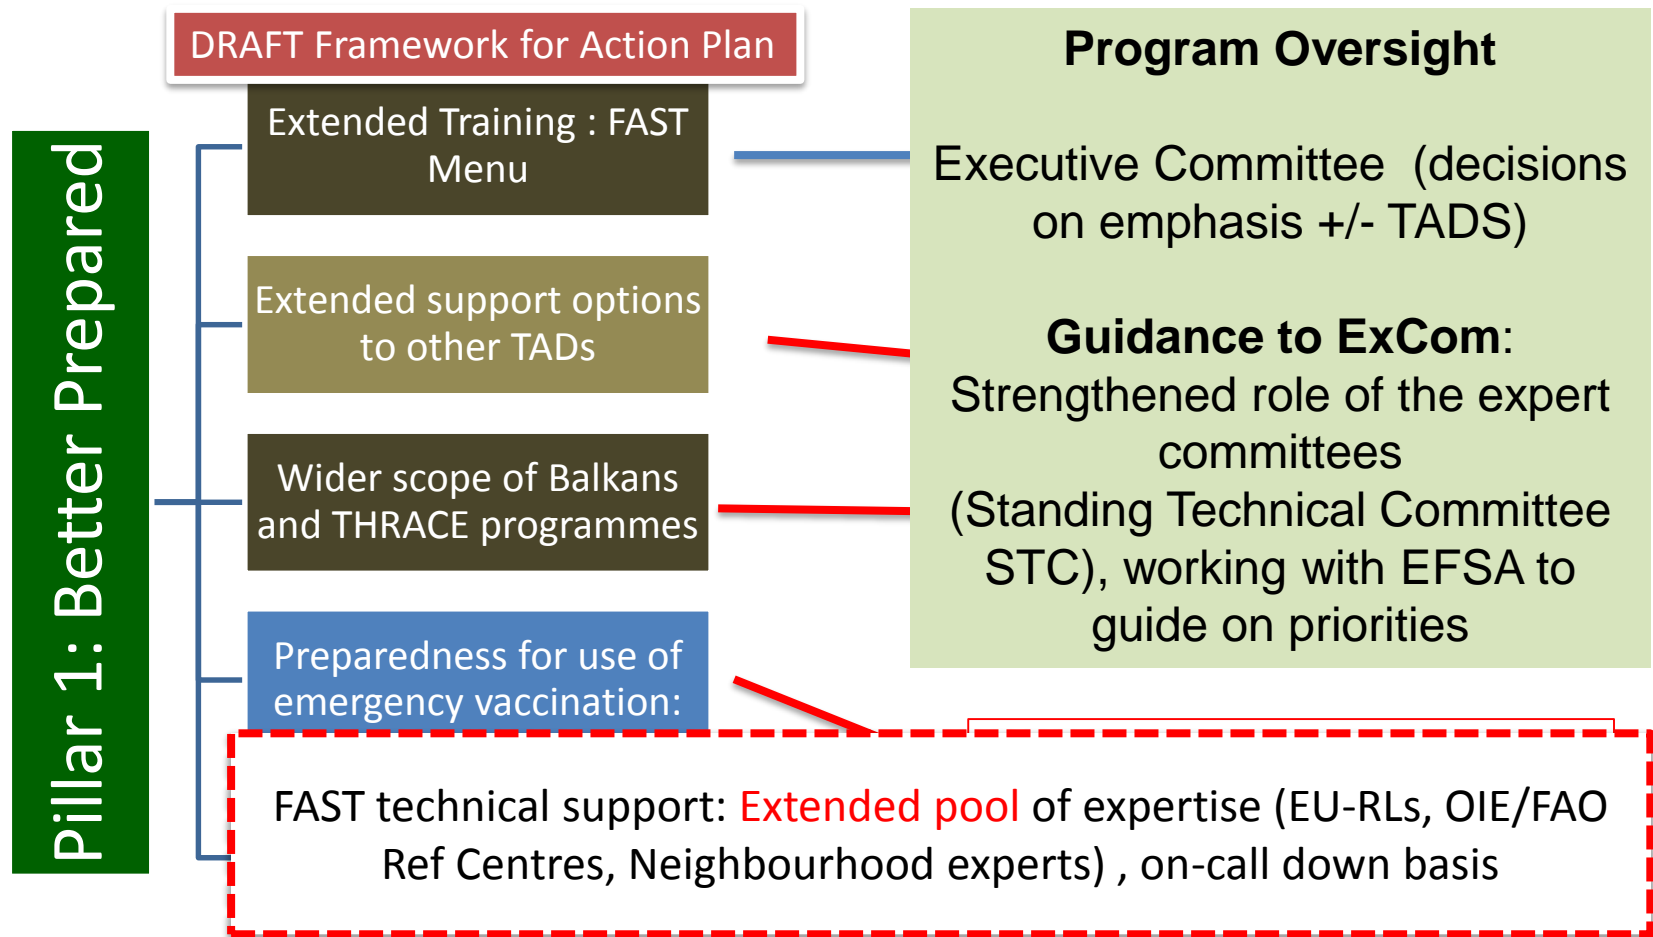 DRAFT Framework for Action Plan
Pillar 1: Better Prepared
Extended Training : FAST
Menu
Extended support options
to other TADs
Wider scope of Balkans
and THRACE programmes
Preparedness for use of
emergency vaccination:
Program Oversight
Executive Committee (decisions
on emphasis +/- TADS)
Guidance to ExCom:
Strengthened role of the expert
committees
(Standing Technical Committee
STC), working with EFSA to
guide on priorities
FAST technical support: Extended pool of expertise (EU-RLs, OIE/FAO
Ref Centres, Neighbourhood experts) , on-call down basis